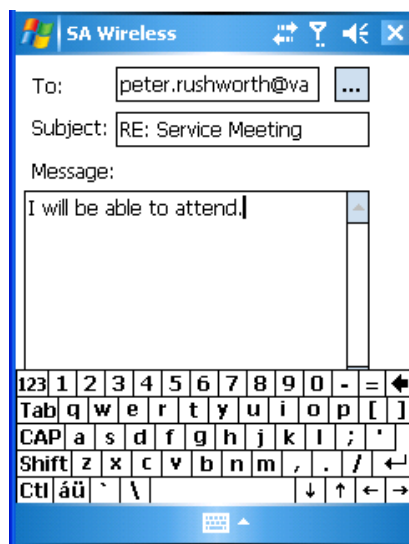 SA Wireless
To: peter.rushworth@va ...
Subject: RE: Service Meeting
Message:
I will be able to attend.
123 1 2 3 4 5 6 7 8 9 0 - = 🡄
Tab q w e r t y u i o p [ ]
CAP a s d f g h j k l ; '
Shift z x c v b n m , . / ↵
Ctl áü ` \ ↓ ↑ ← →